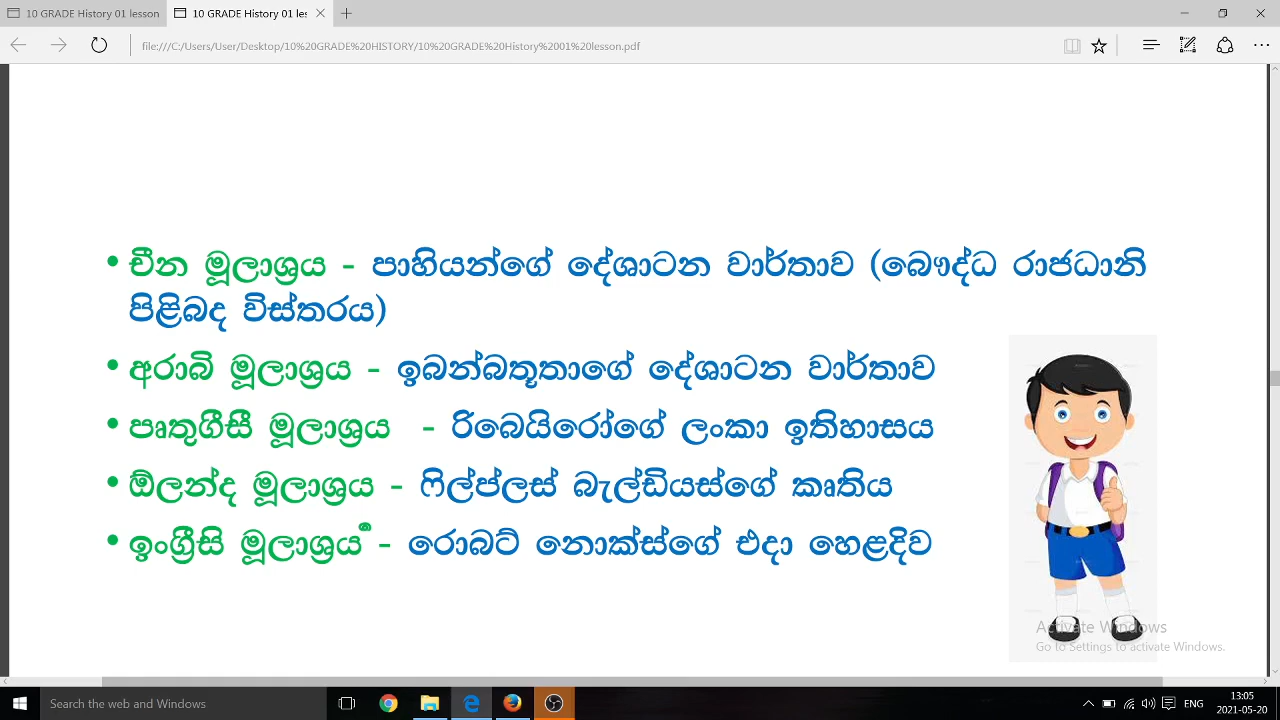 10 GRADE History 01 lesson
10 GRADE History 01 les
file:///C:/Users/User/Desktop/10%20GRADE%20HISTORY/10%20GRADE%20History%2001%20lesson.pdf
• චීන මූලාශ්‍රය - පාහියන්ගේ දේශාටන වාර්තාව (බෞද්ධ රාජධානි
පිළිබද විස්තරය)
• අරාබි මූලාශ්‍රය - ඉබන්බතූතාගේ දේශාටන වාර්තාව
• පෘතුගීසී මූලාශ්‍රය - රිබෙයිරෝගේ ලංකා ඉතිහාසය
• ඕලන්ද මූලාශ්‍රය - ෆිල්ප්ලස් බැල්ඩියස්ගේ කෘතිය
• ඉංග්‍රීසි මූලාශ්‍රය - රොබට් නොක්ස්ගේ එදා හෙළදිව
Activate Windows
Go to Settings to activate Windows.
Search the web and Windows
ENG
13:05
2021-05-20